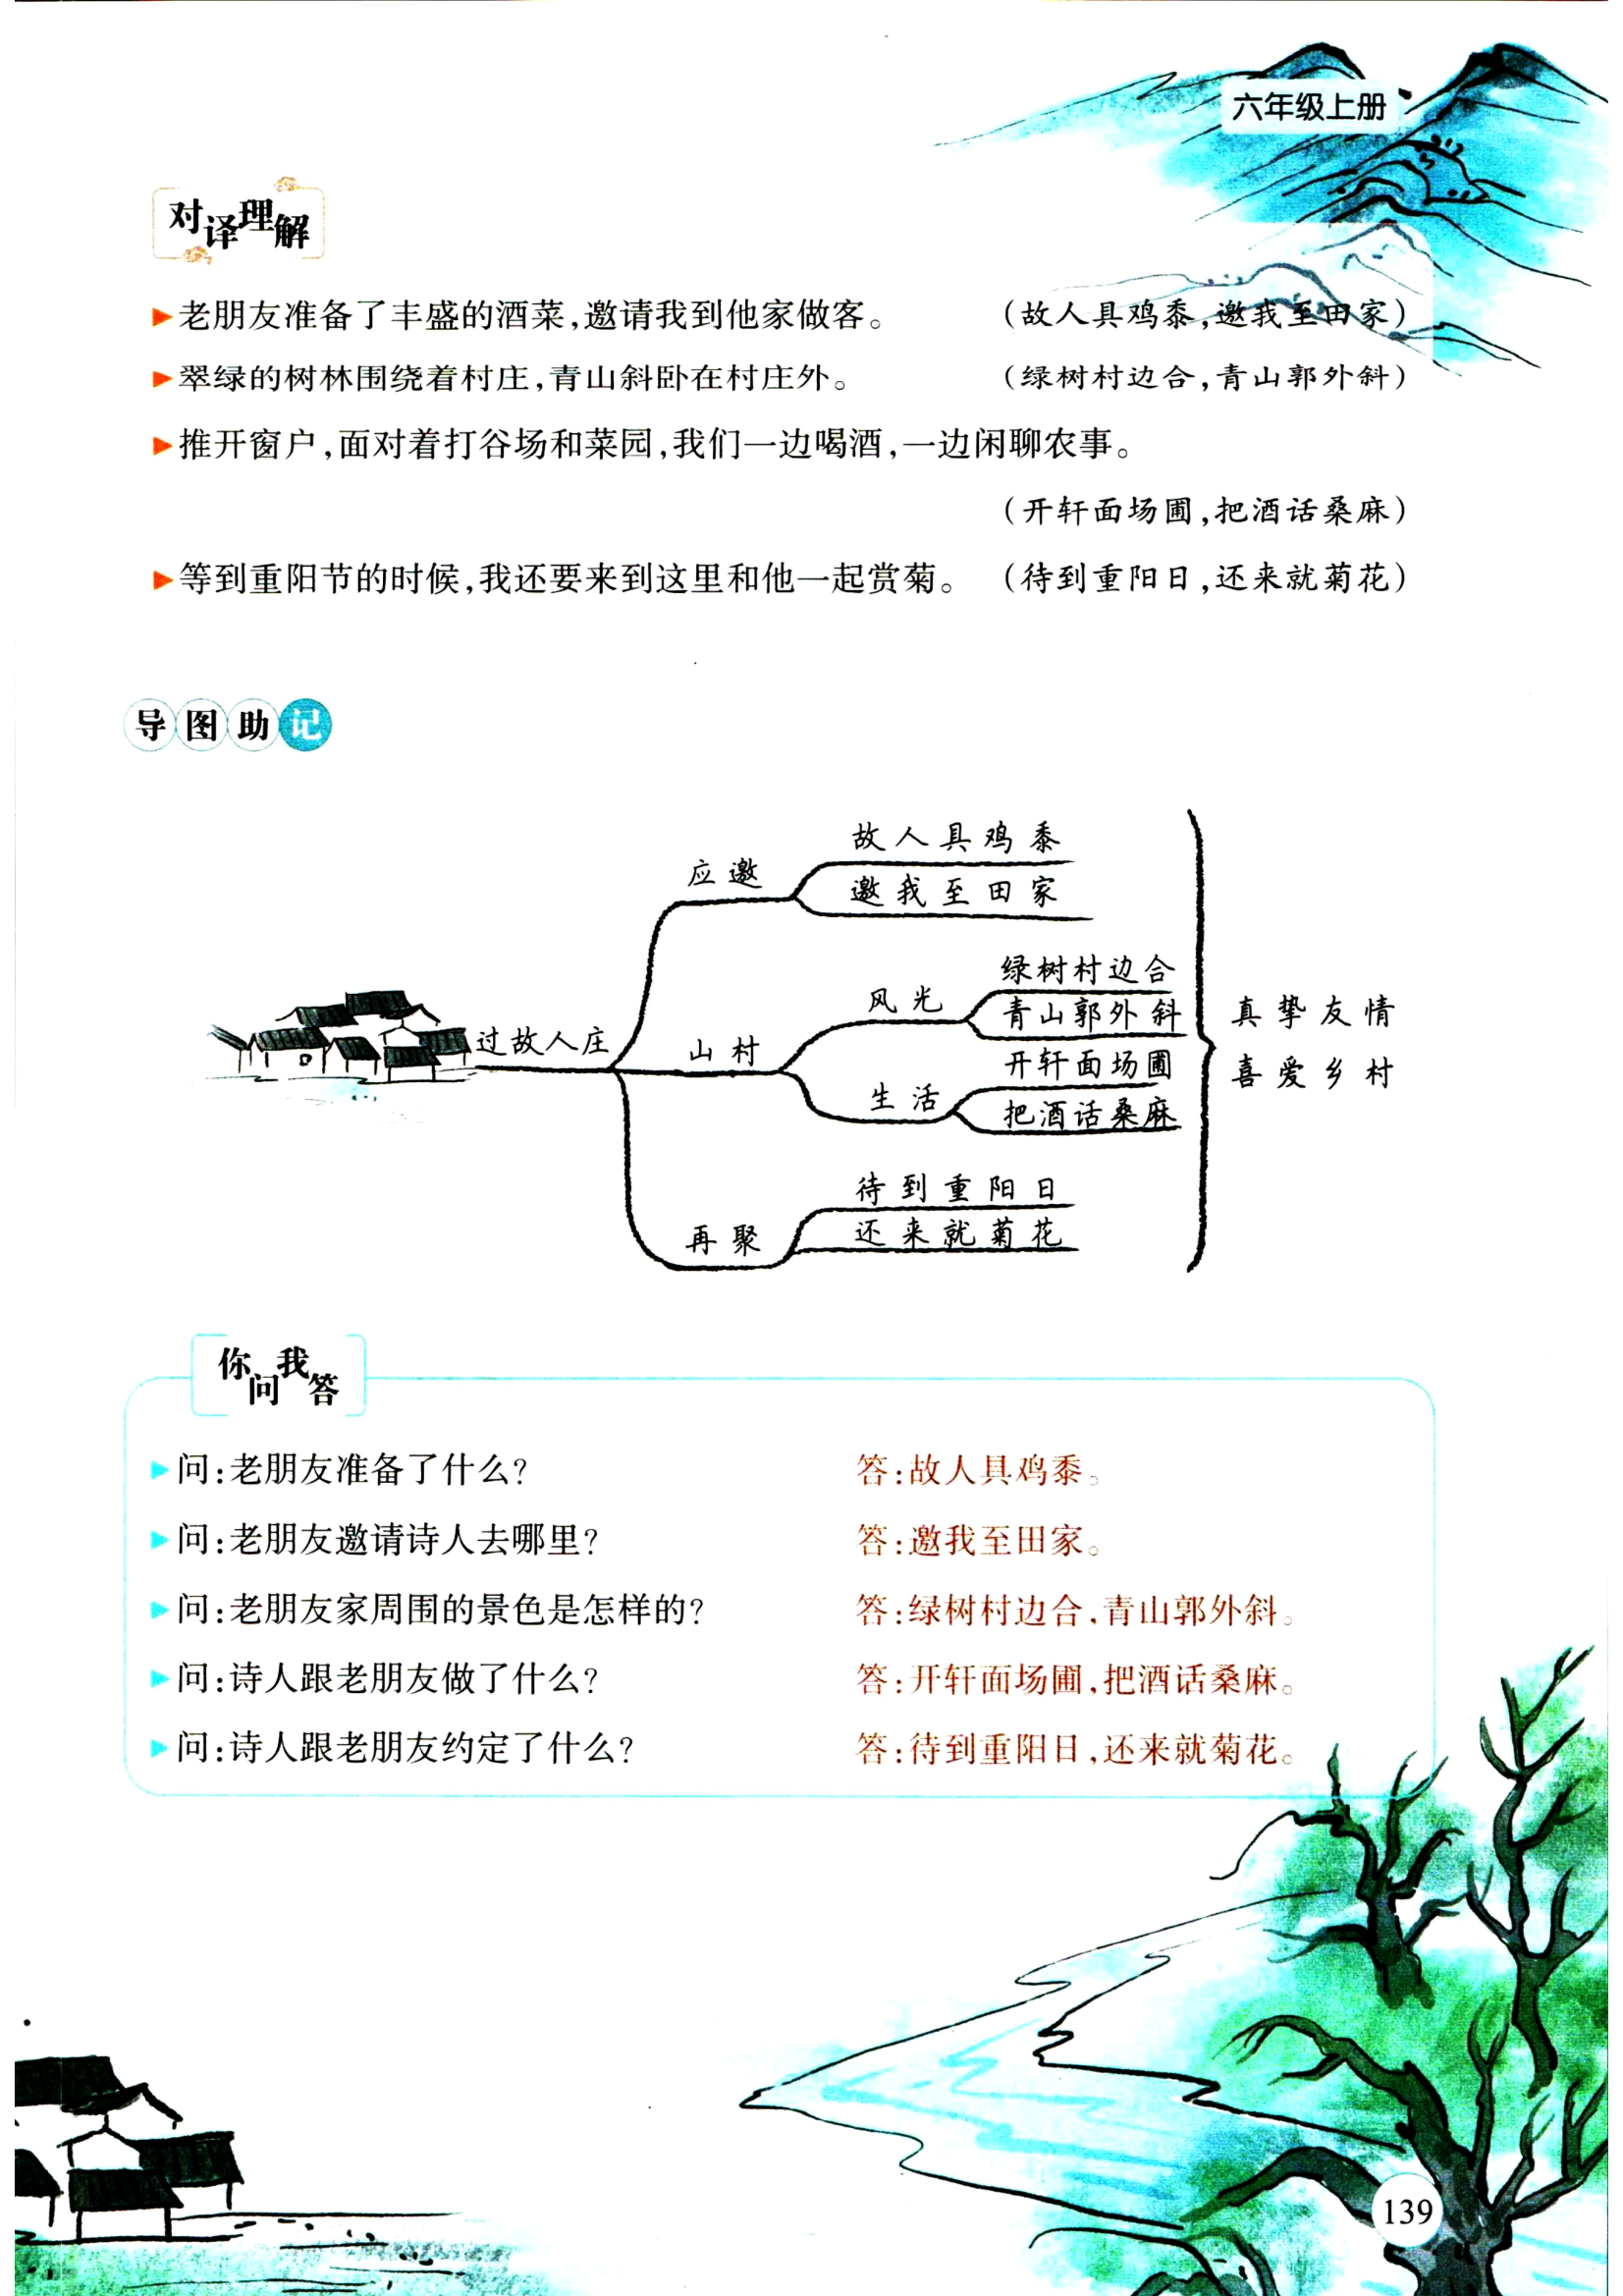 六年级上册
对译理解
老朋友准备了丰盛的酒菜,邀请我到他家做客。 (故人具鸡黍,邀我至田家)
翠绿的树林围绕着村庄,青山斜卧在村庄外。 (绿树村边合,青山郭外斜)
推开窗户,面对着打谷场和菜园,我们一边喝酒,一边闲聊农事。
(开轩面场圃,把酒话桑麻)
等到重阳节的时候,我还要来到这里和他一起赏菊。 (待到重阳日,还来就菊花)
导图助记
过故人庄
应邀
故人具鸡黍
邀我至田家
山村
风光
绿树村边合
青山郭外斜
生活
开轩面场圃
把酒话桑麻
再聚
待到重阳日
还来就菊花
真挚友情
喜爱乡村
你问我答
问:老朋友准备了什么? 答:故人具鸡黍。
问:老朋友邀请诗人去哪里? 答:邀我至田家。
问:老朋友家周围的景色是怎样的? 答:绿树村边合,青山郭外斜。
问:诗人跟老朋友做了什么? 答:开轩面场圃,把酒话桑麻。
问:诗人跟老朋友约定了什么? 答:待到重阳日,还来就菊花。
139